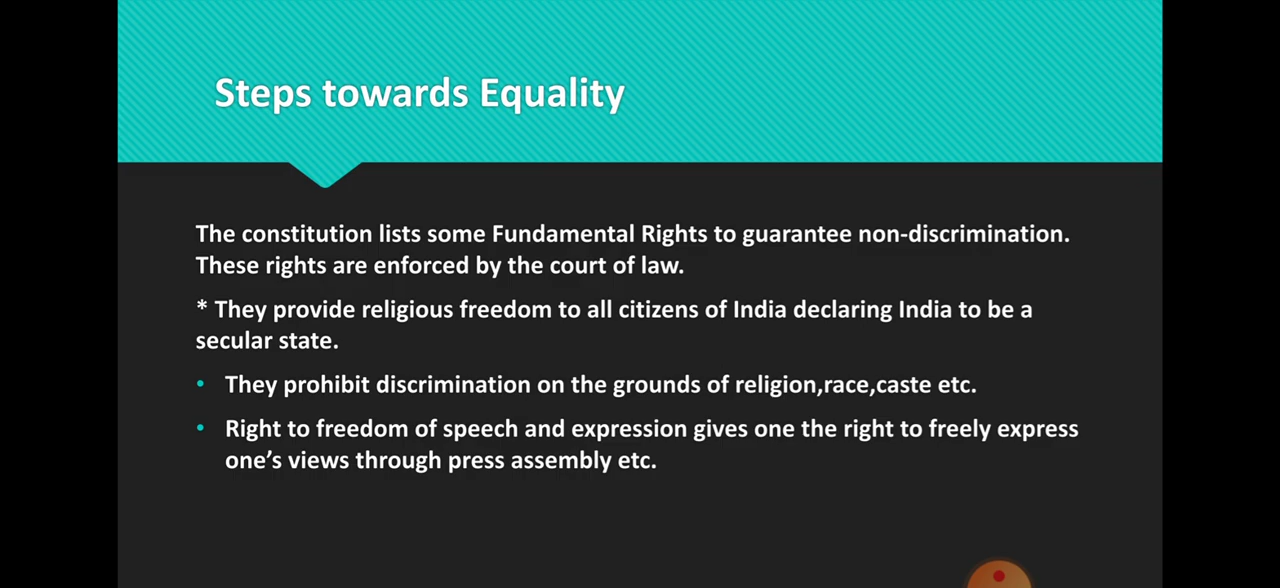 Steps towards Equality
The constitution lists some Fundamental Rights to guarantee non-discrimination.
These rights are enforced by the court of law.
* They provide religious freedom to all citizens of India declaring India to be a
secular state.
• They prohibit discrimination on the grounds of religion,race,caste etc.
• Right to freedom of speech and expression gives one the right to freely express
one’s views through press assembly etc.